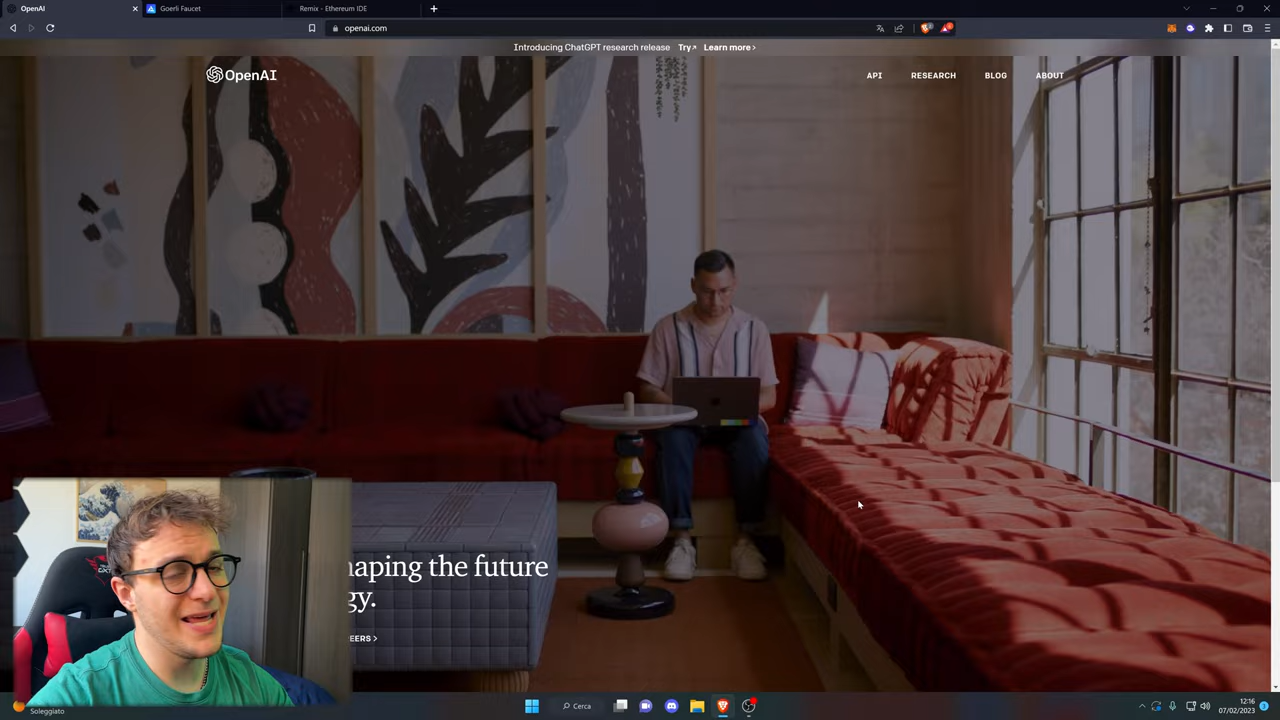 OpenAI
Goerli Faucet
Remix - Ethereum IDE
openai.com
Introducing ChatGPT research release Try↗ Learn more >
OpenAI
API
RESEARCH
BLOG
ABOUT
haping the future
gy.
EERS >
Soleggiato
Cerca
12:16
07/02/2023